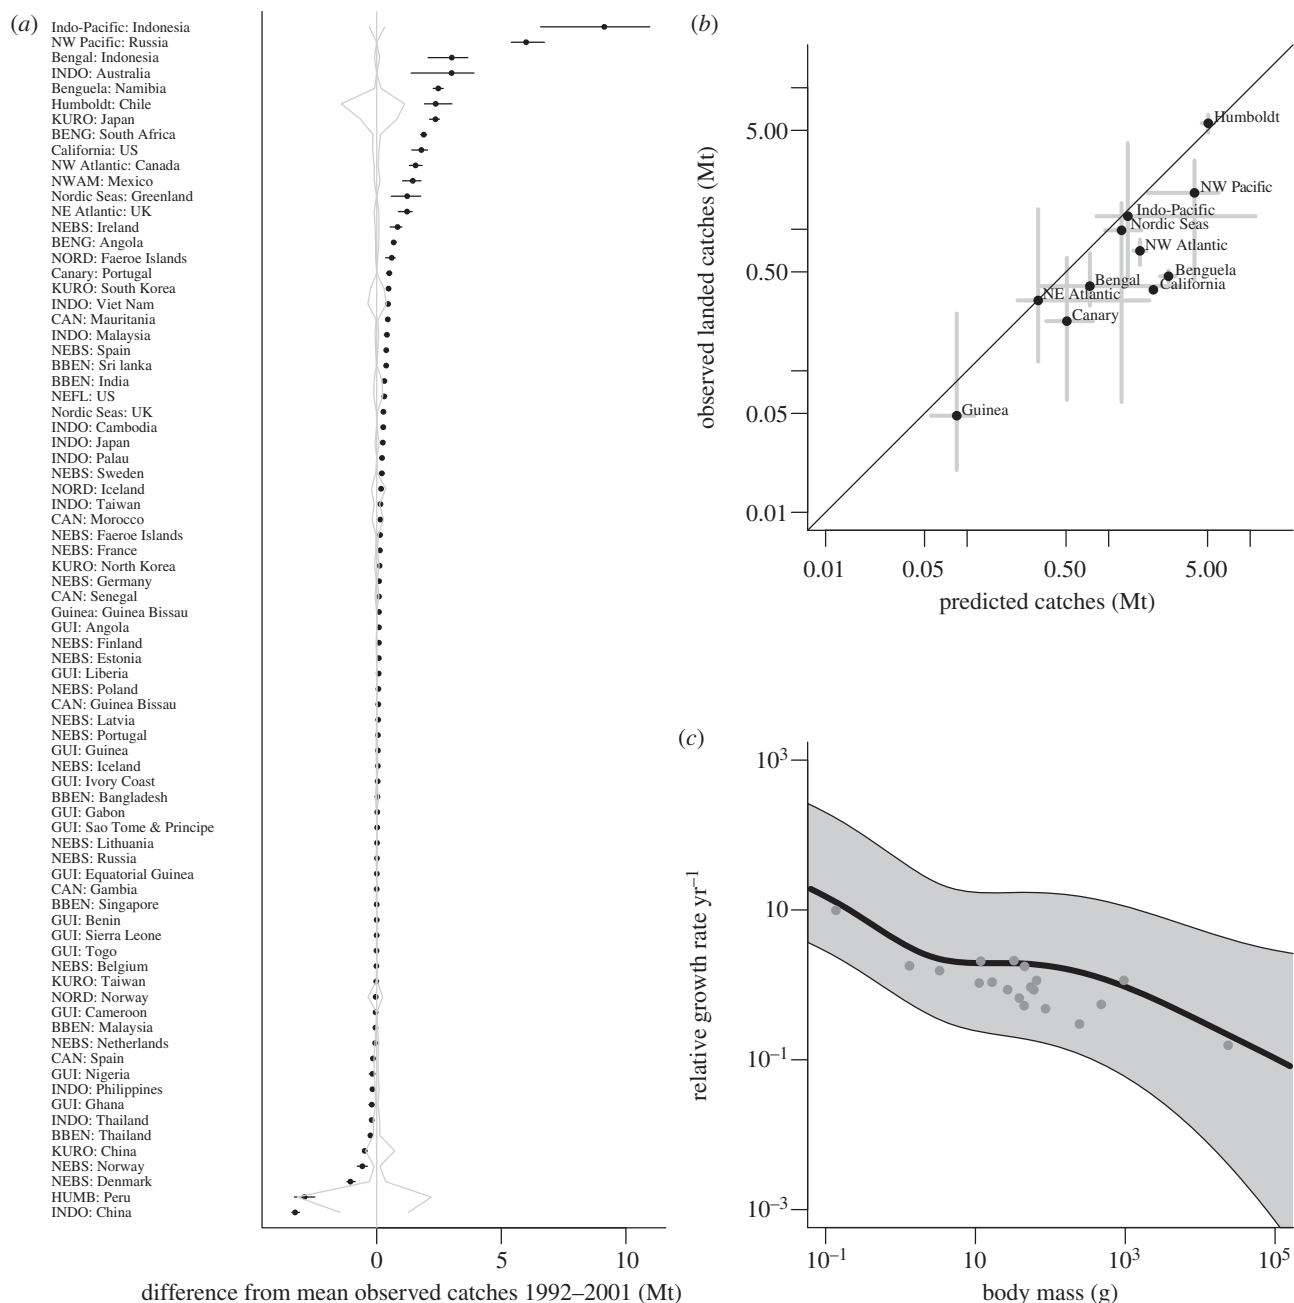 (a)
Indo-Pacific: Indonesia
NW Pacific: Russia
Bengal: Indonesia
INDO: Australia
Benguela: Namibia
Humboldt: Chile
KURO: Japan
BENG: South Africa
California: US
NW Atlantic: Canada
NWAM: Mexico
Nordic Seas: Greenland
NE Atlantic: UK
NEBS: Ireland
BENG: Angola
NORD: Faeroe Islands
Canary: Portugal
KURO: South Korea
INDO: Viet Nam
CAN: Mauritania
INDO: Malaysia
NEBS: Spain
BBEN: Sri lanka
BBEN: India
NEFL: US
Nordic Seas: UK
INDO: Cambodia
INDO: Japan
INDO: Palau
NEBS: Sweden
NORD: Iceland
INDO: Taiwan
CAN: Morocco
NEBS: Faeroe Islands
NEBS: France
KURO: North Korea
NEBS: Germany
CAN: Senegal
Guinea: Guinea Bissau
GUI: Angola
NEBS: Finland
NEBS: Estonia
GUI: Liberia
NEBS: Poland
CAN: Guinea Bissau
NEBS: Latvia
NEBS: Portugal
GUI: Guinea
NEBS: Iceland
GUI: Ivory Coast
BBEN: Bangladesh
GUI: Gabon
GUI: Sao Tome & Principe
NEBS: Lithuania
NEBS: Russia
GUI: Equatorial Guinea
CAN: Gambia
BBEN: Singapore
GUI: Benin
GUI: Sierra Leone
GUI: Togo
NEBS: Belgium
KURO: Taiwan
NORD: Norway
GUI: Cameroon
BBEN: Malaysia
NEBS: Netherlands
CAN: Spain
GUI: Nigeria
INDO: Philippines
GUI: Ghana
INDO: Thailand
BBEN: Thailand
KURO: China
NEBS: Norway
NEBS: Denmark
HUMB: Peru
INDO: China
0 5 10
difference from mean observed catches 1992–2001 (Mt)
(b)
observed landed catches (Mt)
5.00
0.50
0.05
0.01
Humboldt
NW Pacific
Indo-Pacific
Nordic Seas
NW Atlantic
Benguela
Bengal
California
NE Atlantic
Canary
Guinea
0.01 0.05 0.50 5.00
predicted catches (Mt)
(c)
relative growth rate yr⁻¹
10³
10
10⁻¹
10⁻³
10⁻¹ 10 10³ 10⁵
body mass (g)